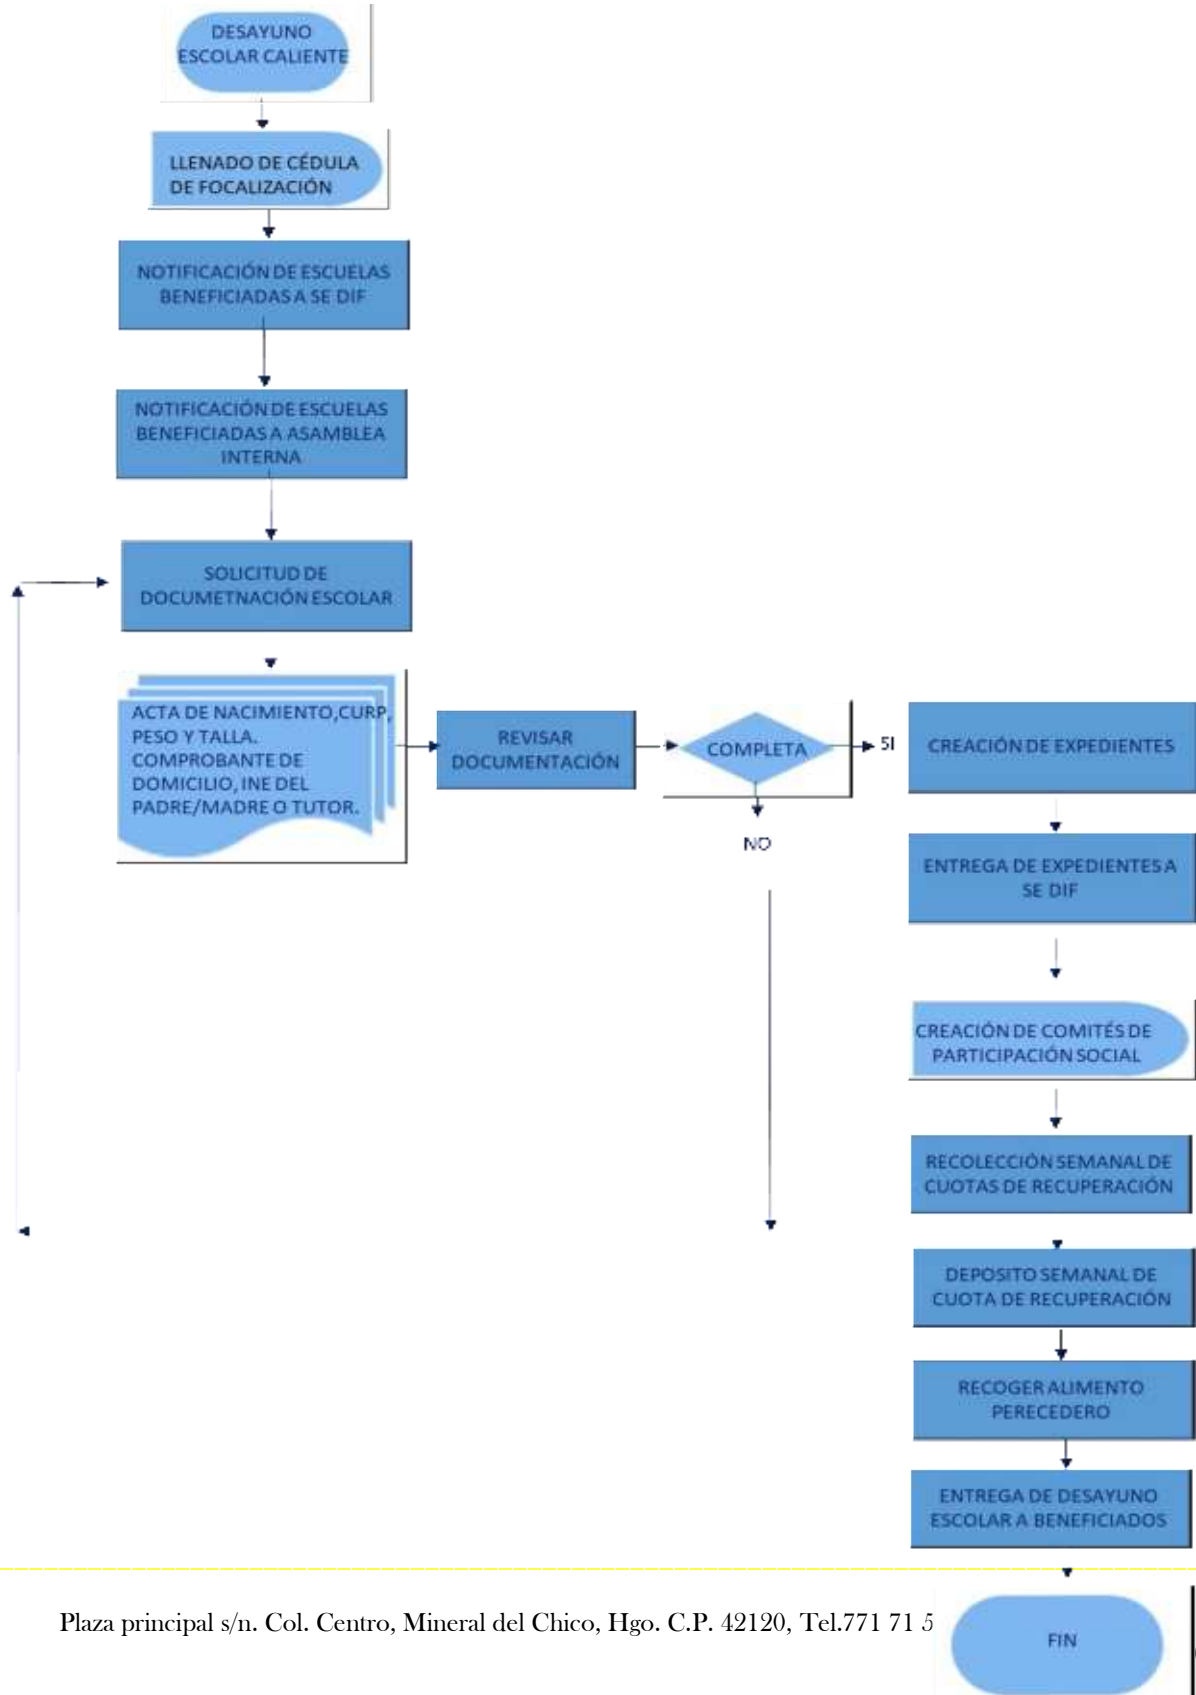 DESAYUNO
ESCOLAR CALIENTE
LLENADO DE CÉDULA
DE FOCALIZACIÓN
NOTIFICACIÓN DE ESCUELAS
BENEFICIADAS A SE DIF
NOTIFICACIÓN DE ESCUELAS
BENEFICIADAS A ASAMBLEA
INTERNA
SOLICITUD DE
DOCUMETNACIÓN ESCOLAR
ACTA DE NACIMIENTO,CURP,
PESO Y TALLA.
COMPROBANTE DE
DOMICILIO, INE DEL
PADRE/MADRE O TUTOR.
REVISAR
DOCUMENTACIÓN
COMPLETA
SI
NO
CREACIÓN DE EXPEDIENTES
ENTREGA DE EXPEDIENTES A
SE DIF
CREACIÓN DE COMITÉS DE
PARTICIPACIÓN SOCIAL
RECOLECCIÓN SEMANAL DE
CUOTAS DE RECUPERACIÓN
DEPOSITO SEMANAL DE
CUOTA DE RECUPERACIÓN
RECOGER ALIMENTO
PERECEDERO
ENTREGA DE DESAYUNO
ESCOLAR A BENEFICIADOS
FIN
Plaza principal s/n. Col. Centro, Mineral del Chico, Hgo. C.P. 42120, Tel.771 71 5